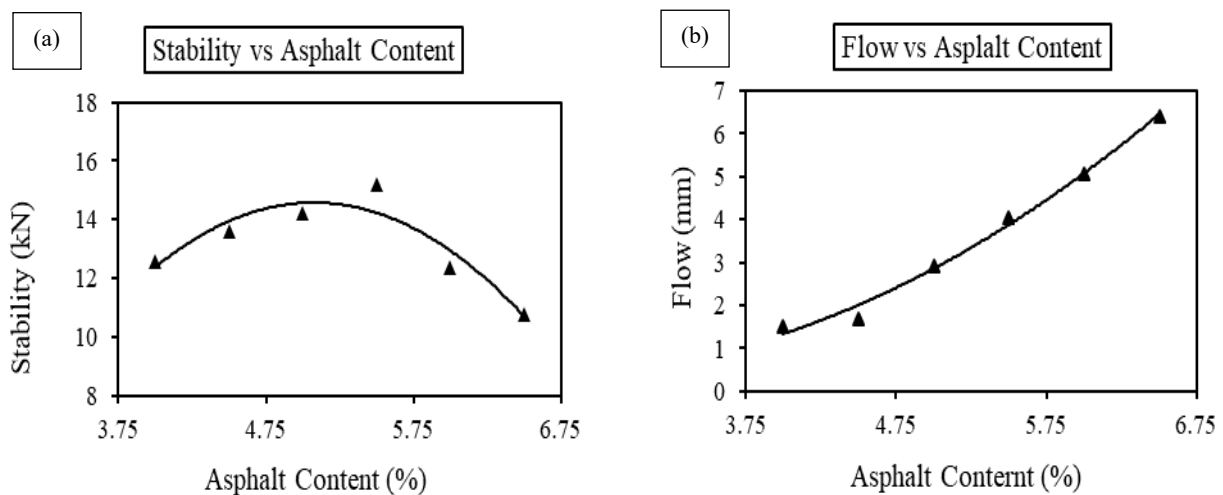 (a)
Stability vs Asphalt Content
18
16
14
12
10
8
Stability (kN)
3.75 4.75 5.75 6.75
Asphalt Content (%)
(b)
Flow vs Asplalt Content
7
6
5
4
3
2
1
0
Flow (mm)
3.75 4.75 5.75 6.75
Asphalt Conternt (%)